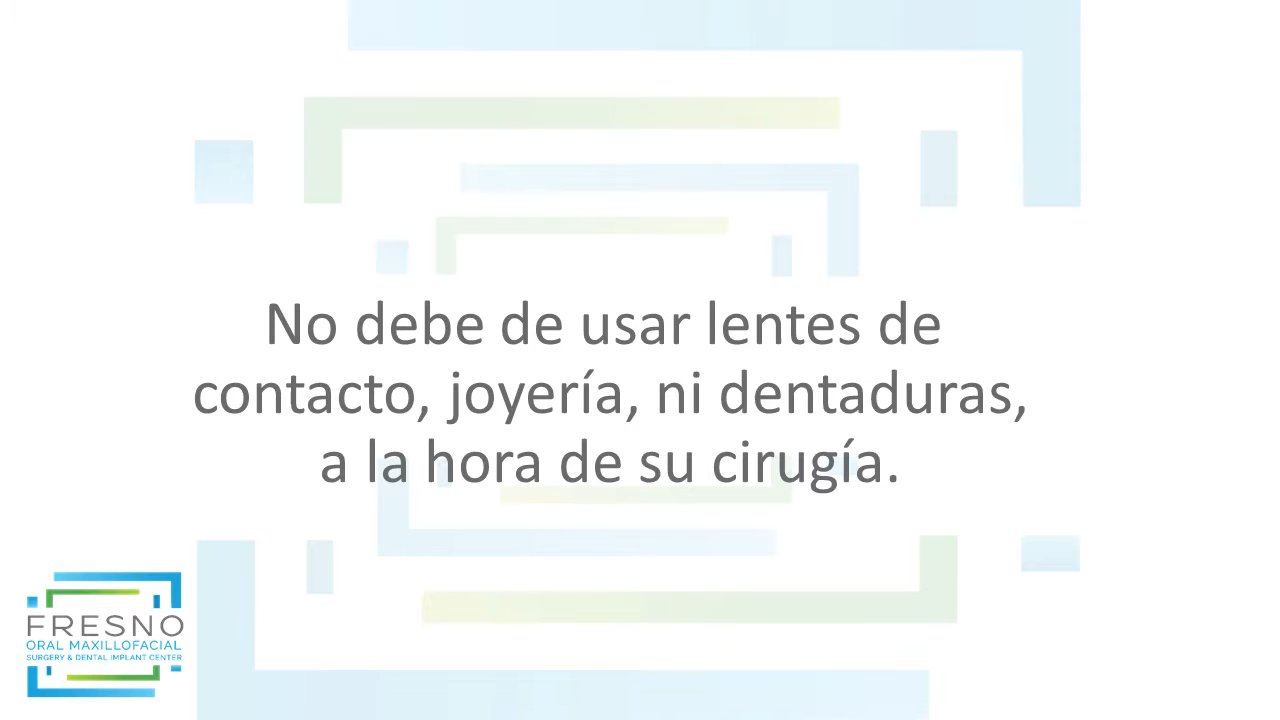 No debe de usar lentes de
contacto, joyería, ni dentaduras,
a la hora de su cirugía.
FRESNO
ORAL MAXILLOFACIAL
SURGERY & DENTAL IMPLANT CENTER